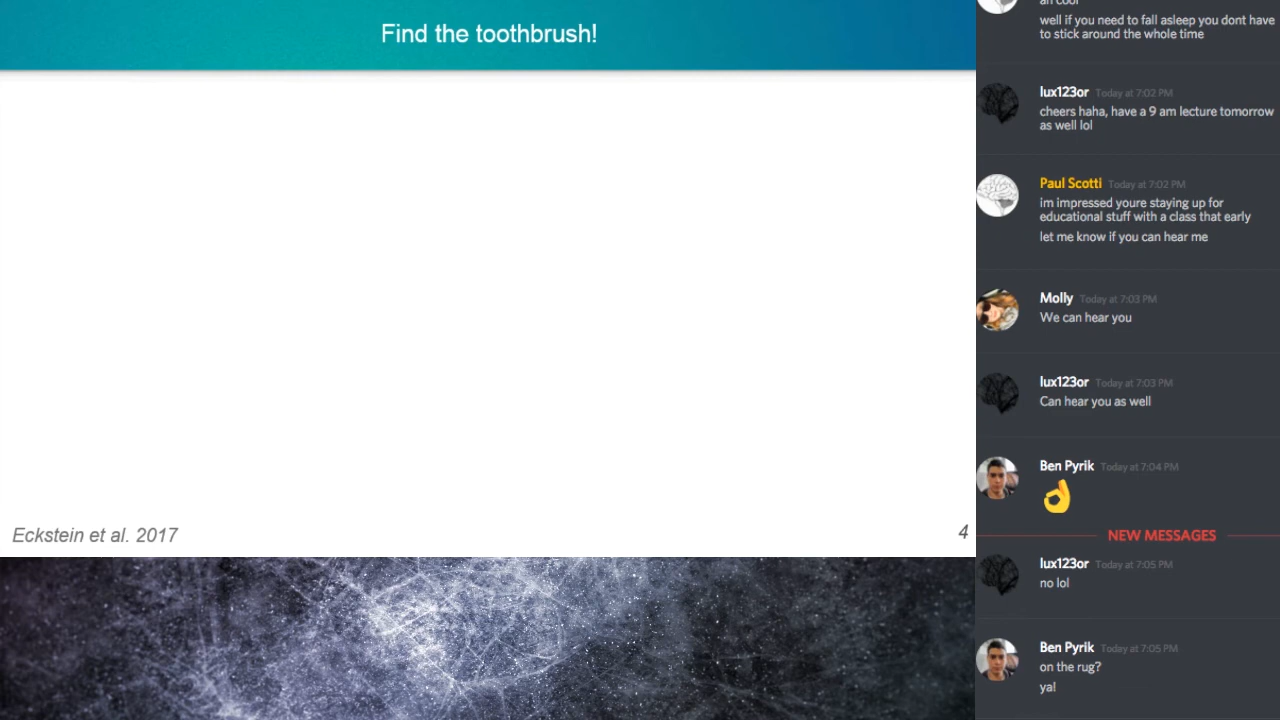 Find the toothbrush!
Eckstein et al. 2017
4
well if you need to fall asleep you dont have
to stick around the whole time
lux123or Today at 7:02 PM
cheers haha, have a 9 am lecture tomorrow
as well lol
Paul Scotti Today at 7:02 PM
im impressed youre staying up for
educational stuff with a class that early
let me know if you can hear me
Molly Today at 7:03 PM
We can hear you
lux123or Today at 7:03 PM
Can hear you as well
Ben Pyrik Today at 7:04 PM
NEW MESSAGES
lux123or Today at 7:05 PM
no lol
Ben Pyrik Today at 7:05 PM
on the rug?
ya!